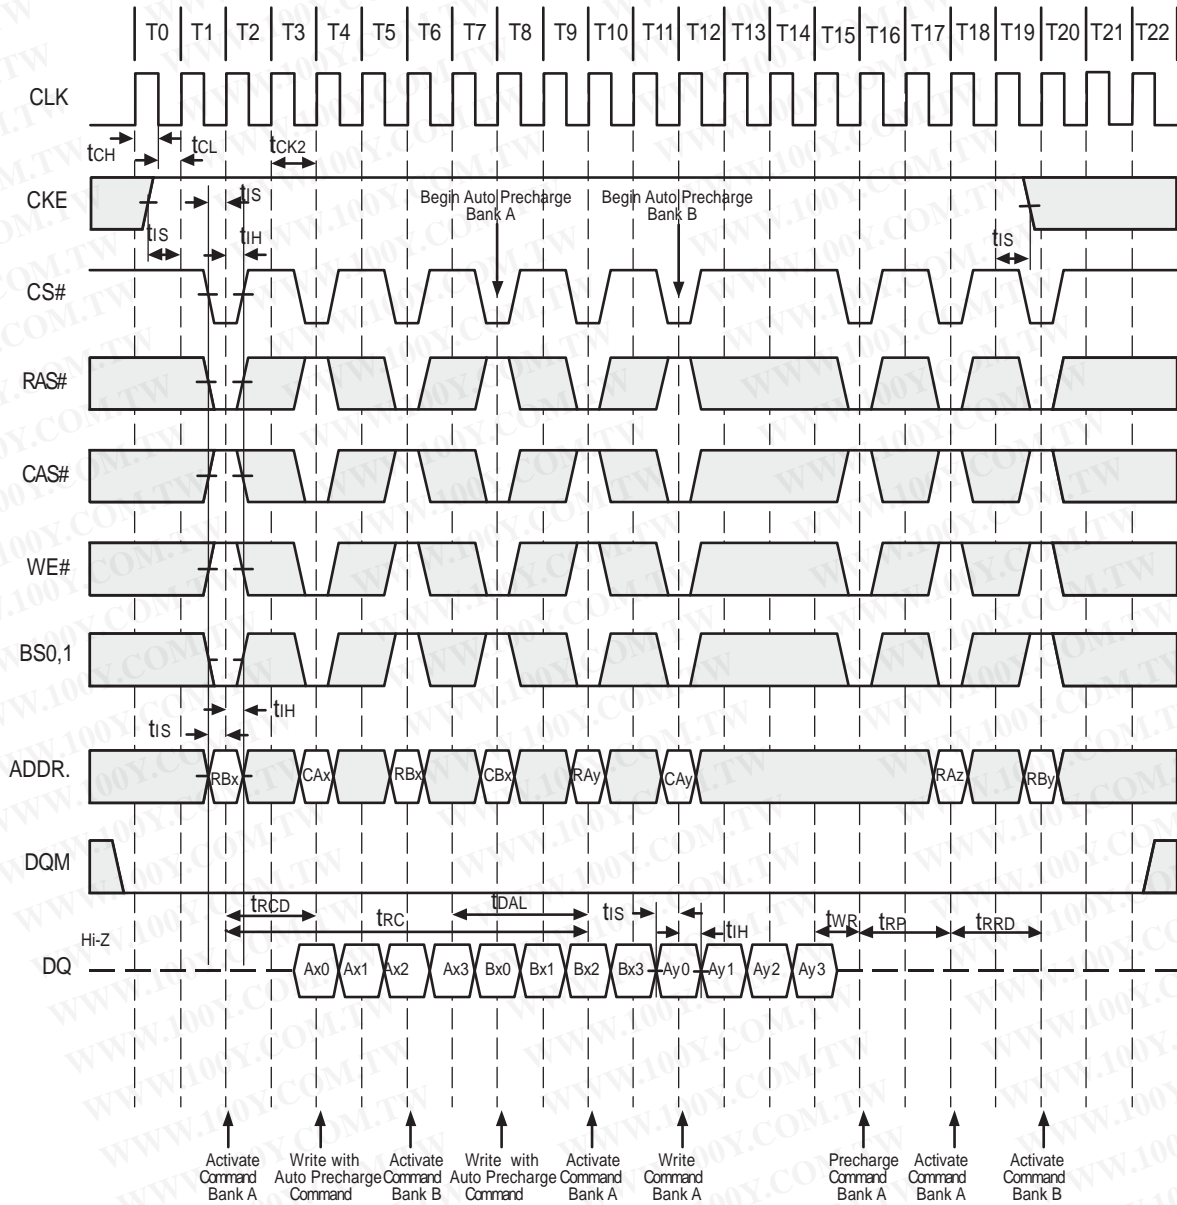 T0 T1 T2 T3 T4 T5 T6 T7 T8 T9 T10 T11 T12 T13 T14 T15 T16 T17 T18 T19 T20 T21 T22
CLK
tCH tCL tCK2
CKE
tIS
Begin Auto Precharge
Bank A
Begin Auto Precharge
Bank B
tIS tIH tIS
CS#
RAS#
CAS#
WE#
BS0,1
tIS tIH
ADDR.
RBx CAx RBx CBx RAy CAy RAz RBy
DQM
tRCD tRC tDAL tIS tIH tWR tRP tRRD
Hi-Z
DQ
Ax0 Ax1 Ax2 Ax3 Bx0 Bx1 Bx2 Bx3 Ay0 Ay1 Ay2 Ay3
Activate
Command
Bank A
Write with
Auto Precharge
Command
Activate
Command
Bank B
Write with
Auto Precharge
Command
Activate
Command
Bank A
Write
Command
Bank A
Precharge
Command
Bank A
Activate
Command
Bank A
Activate
Command
Bank B
WWW.100Y.COM.TW